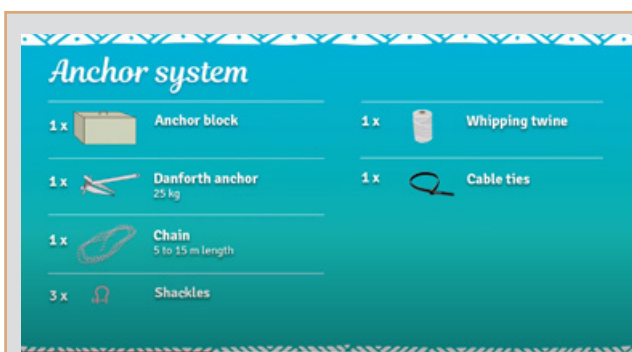 Anchor system
1 x Anchor block
1 x Danforth anchor
25 kg
1 x Chain
5 to 15 m length
3 x Shackles
1 x Whipping twine
1 x Cable ties